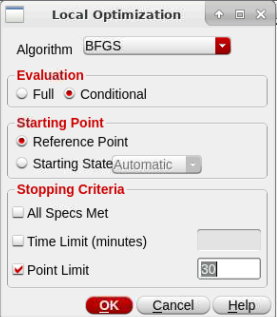 Local Optimization
Algorithm BFGS
Evaluation
Full Conditional
Starting Point
Reference Point
Starting State Automatic
Stopping Criteria
All Specs Met
Time Limit (minutes)
Point Limit 30
OK Cancel Help